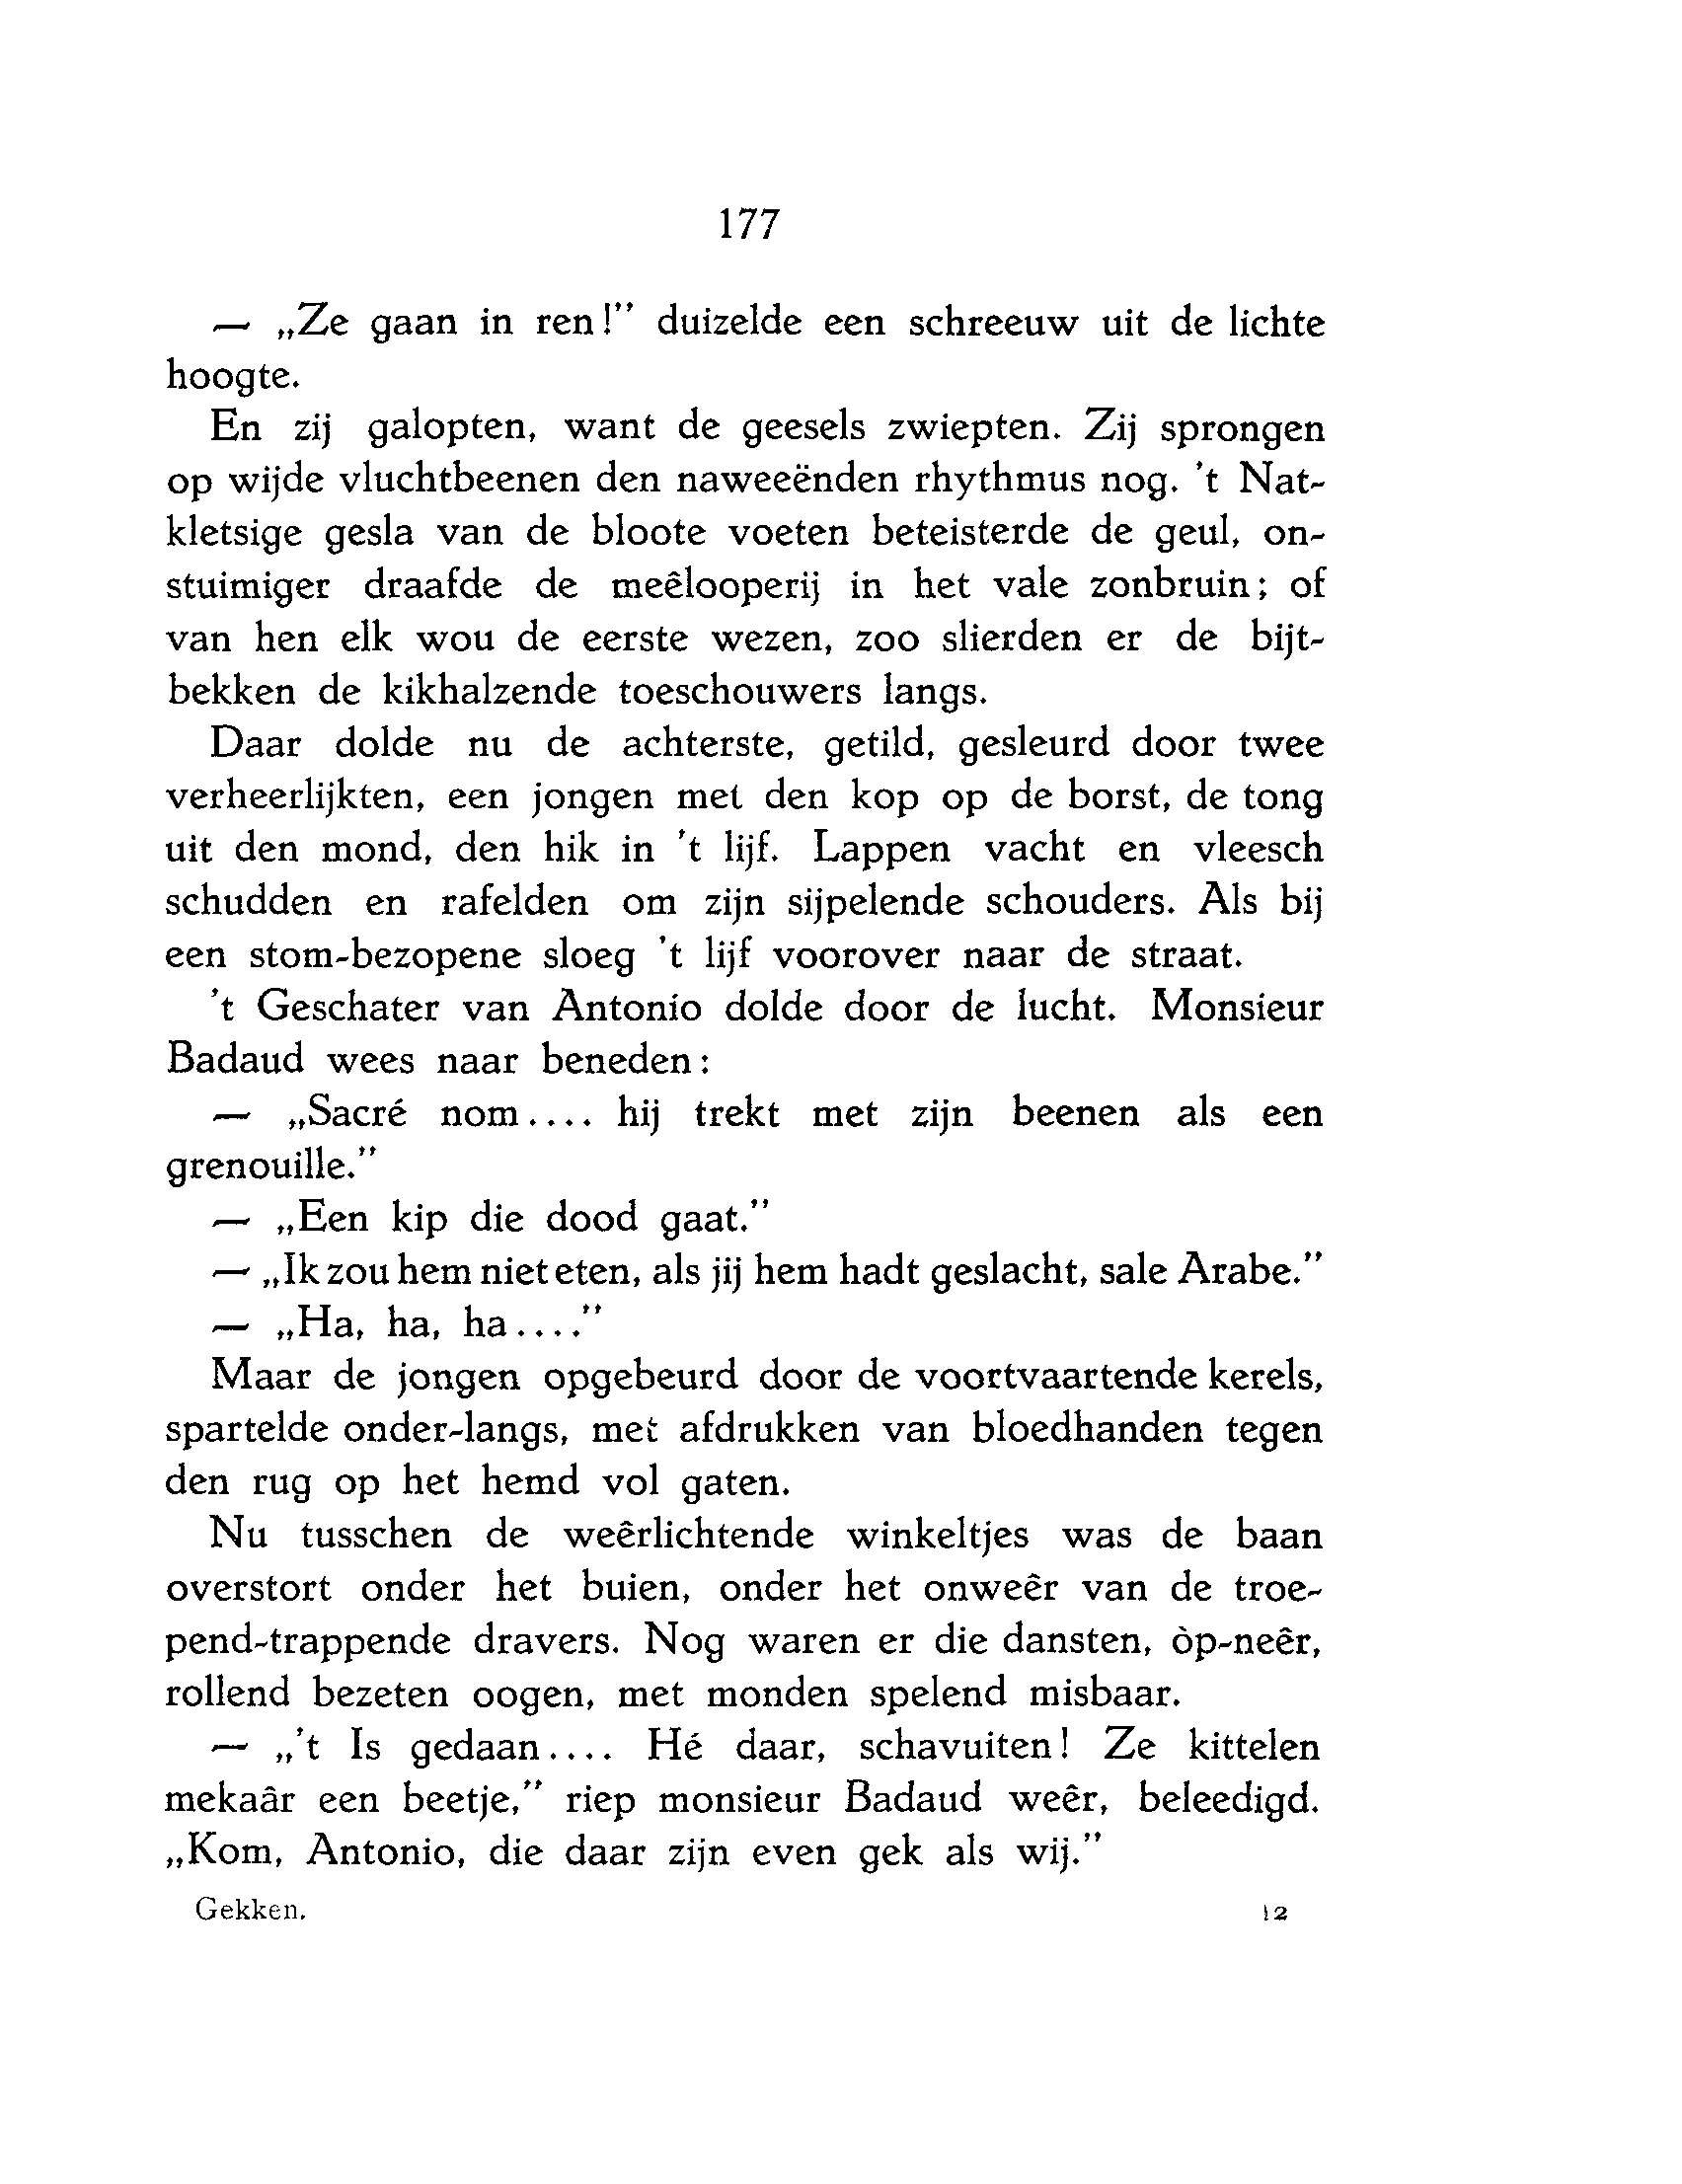 177
— „Ze gaan in ren!” duizelde een schreeuw uit de lichte
hoogte.
En zij galopten, want de geesels zwiepten. Zij sprongen
op wijde vluchtbeenen den naweeënden rhythmus nog. 't Nat-
kletsige gesla van de bloote voeten beteisterde de geul, on-
stuimiger draafde de meêlooperij in het vale zonbruin; of
van hen elk wou de eerste wezen, zoo slierden er de bijt-
bekken de kikhalzende toeschouwers langs.
Daar dolde nu de achterste, getild, gesleurd door twee
verheerlijkten, een jongen met den kop op de borst, de tong
uit den mond, den hik in 't lijf. Lappen vacht en vleesch
schudden en rafelden om zijn sijpelende schouders. Als bij
een stom-bezopene sloeg 't lijf voorover naar de straat.
't Geschater van Antonio dolde door de lucht. Monsieur
Badaud wees naar beneden:
— „Sacré nom.... hij trekt met zijn beenen als een
grenouille.”
— „Een kip die dood gaat.”
— „Ik zou hem niet eten, als jij hem hadt geslacht, sale Arabe.”
— „Ha, ha, ha....”
Maar de jongen opgebeurd door de voortvaartende kerels,
spartelde onder-langs, met afdrukken van bloedhanden tegen
den rug op het hemd vol gaten.
Nu tusschen de weêrlichtende winkeltjes was de baan
overstort onder het buien, onder het onweêr van de troe-
pend-trappende dravers. Nog waren er die dansten, òp-neêr,
rollend bezeten oogen, met monden spelend misbaar.
— „'t Is gedaan.... Hé daar, schavuiten! Ze kittelen
mekaâr een beetje,” riep monsieur Badaud weêr, beleedigd.
„Kom, Antonio, die daar zijn even gek als wij.”
Gekken. 12